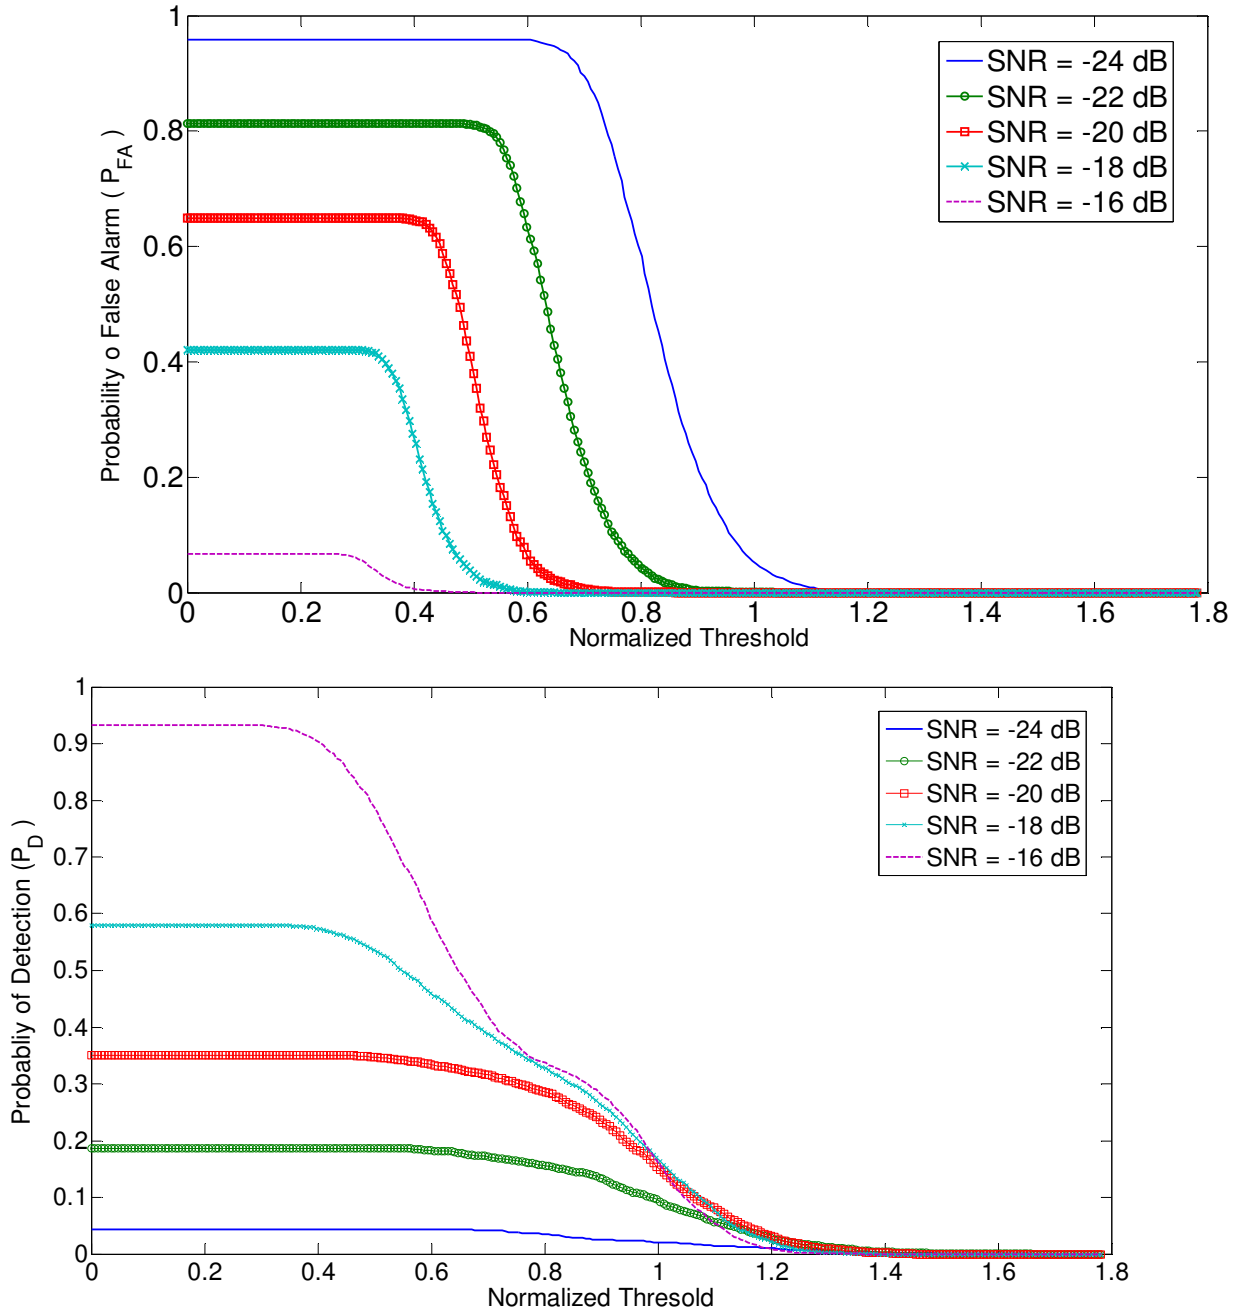 1
0.8
0.6
0.4
0.2
0
0
0.2
0.4
0.6
0.8
1
1.2
1.4
1.6
1.8
Probability o False Alarm ( P_FA )
Normalized Threshold
SNR = -24 dB
SNR = -22 dB
SNR = -20 dB
SNR = -18 dB
SNR = -16 dB
1
0.9
0.8
0.7
0.6
0.5
0.4
0.3
0.2
0.1
0
0
0.2
0.4
0.6
0.8
1
1.2
1.4
1.6
1.8
Probabliy of Detection (P_D )
Normalized Thresold
SNR = -24 dB
SNR = -22 dB
SNR = -20 dB
SNR = -18 dB
SNR = -16 dB